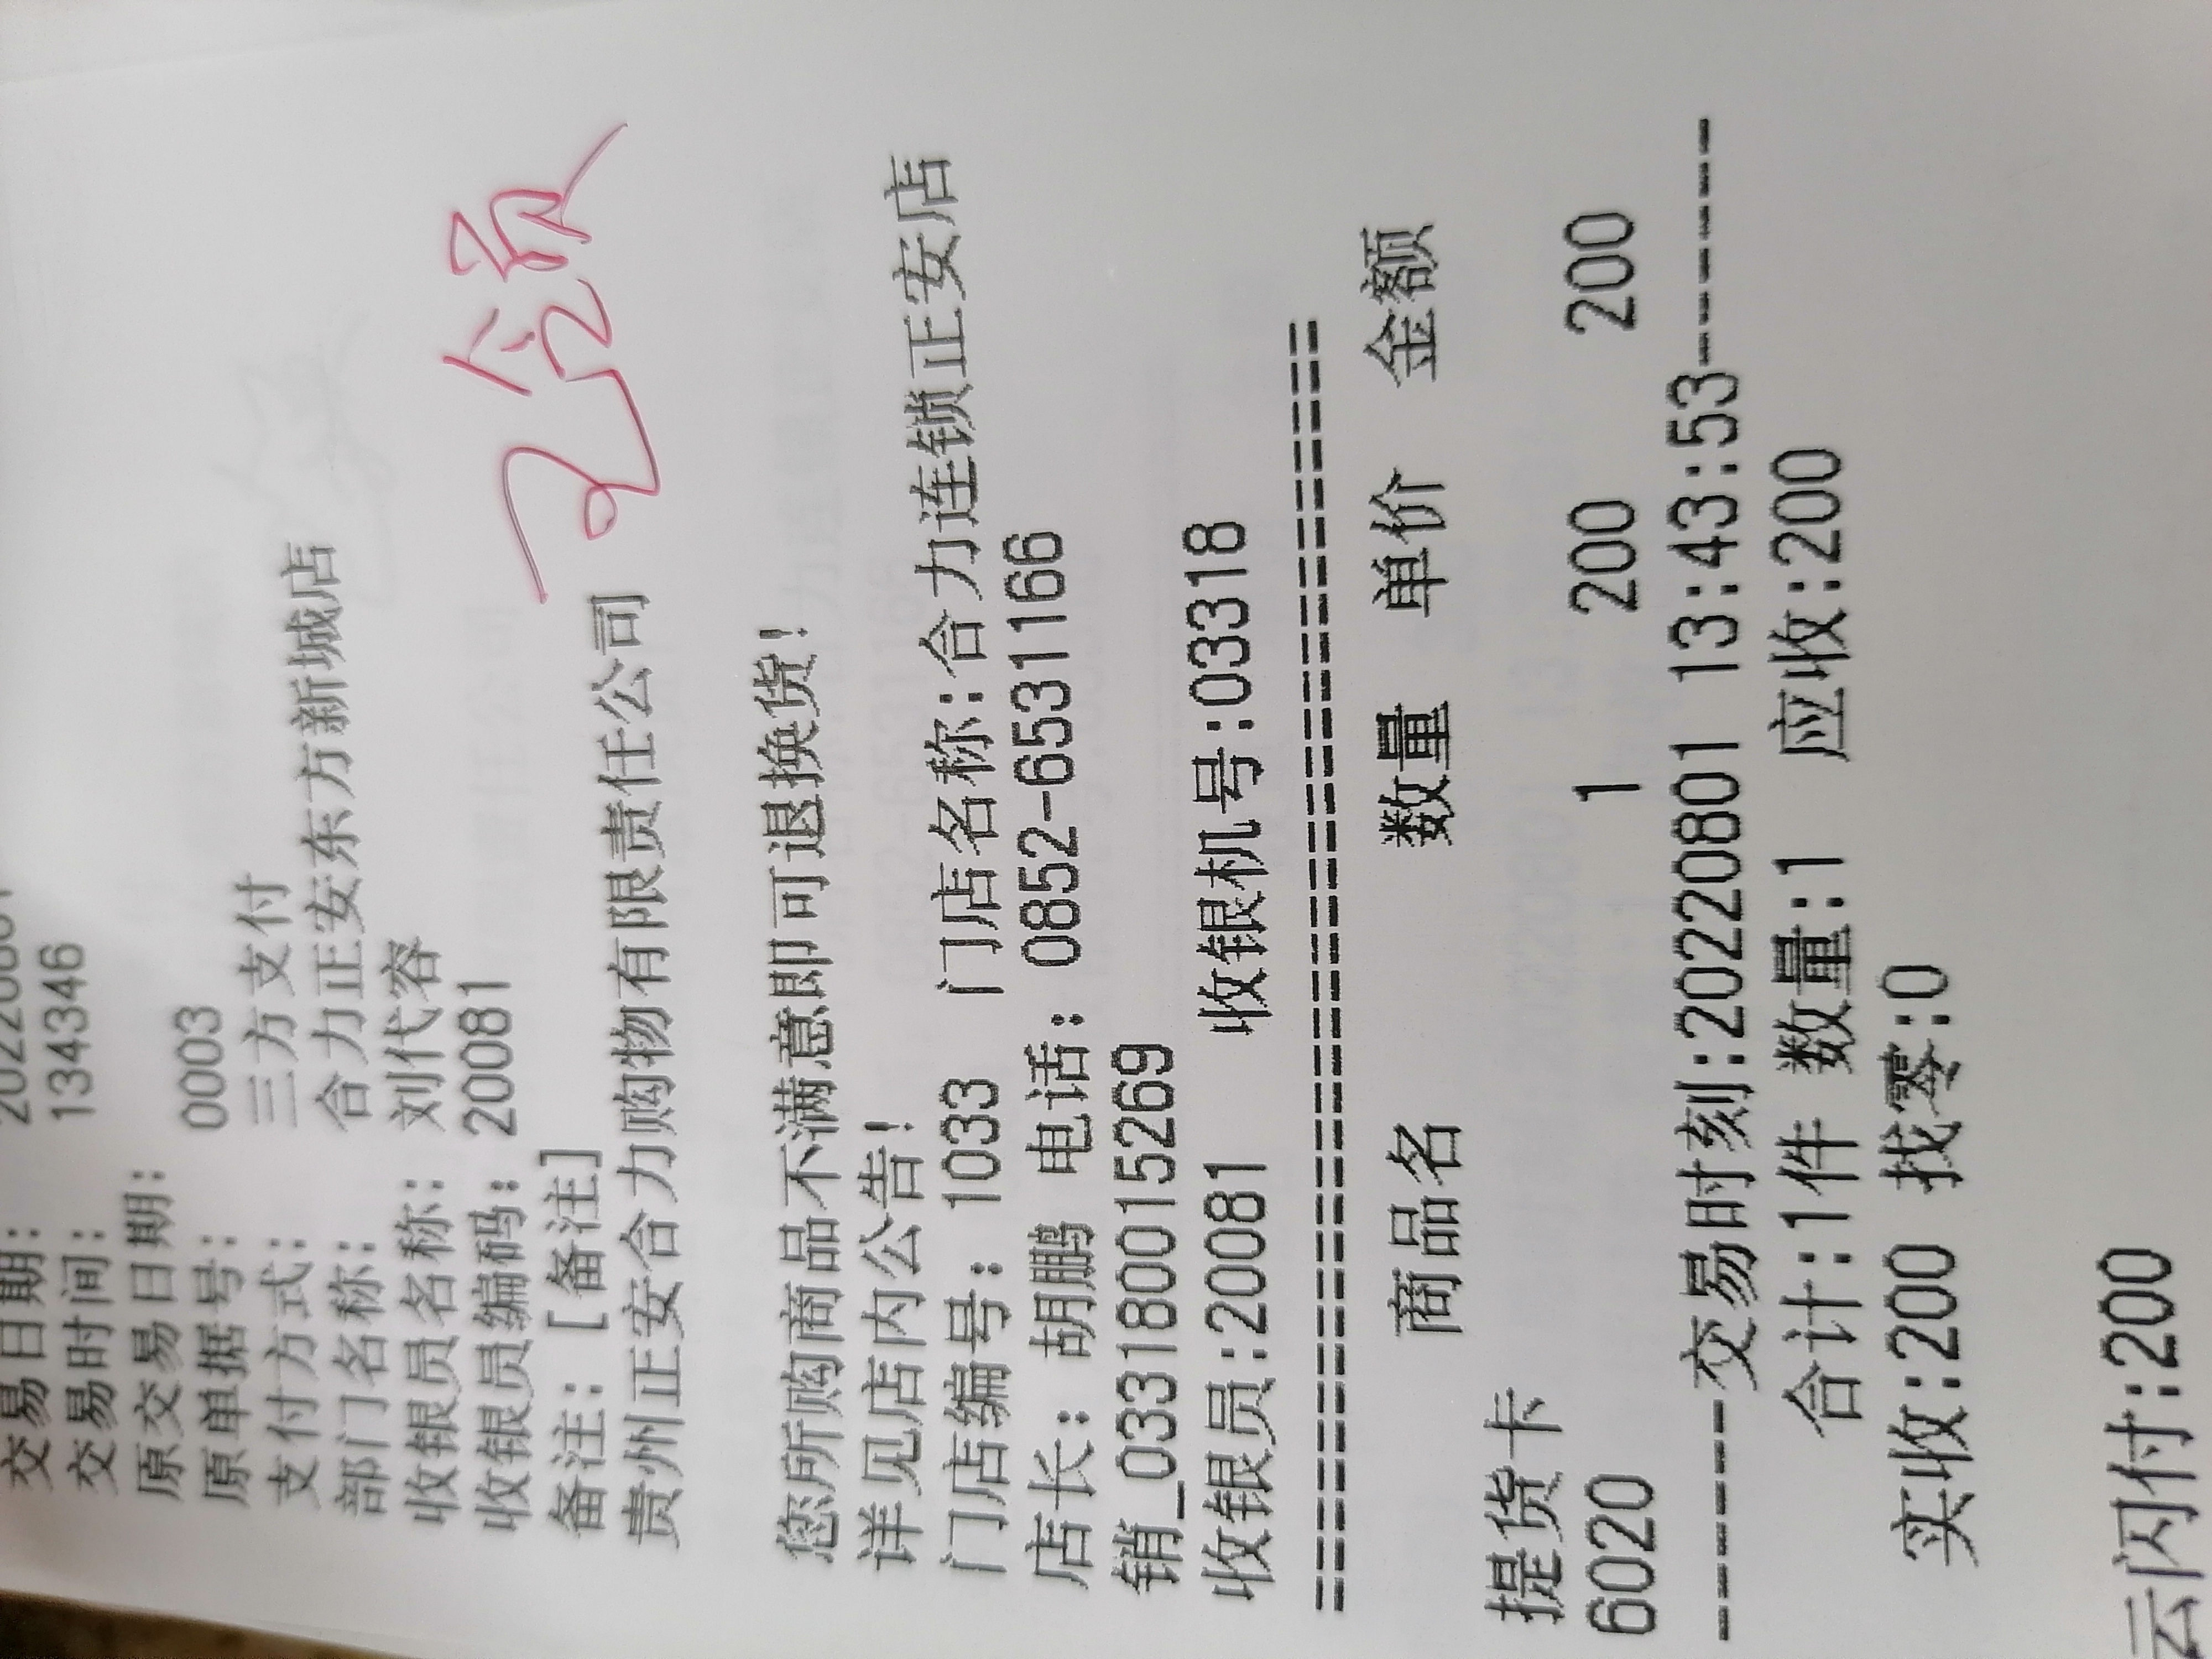 交易日期:
交易时间: 134346
原交易日期:
原单据号: 0003
支付方式: 三方支付
部门名称: 合力正安东方新城店
收银员名称: 刘代容
收银员编码: 20081
备注: [备注]
贵州正安合力购物有限责任公司
您所购商品不满意即可退换货!
详见店内公告!
门店编号: 1033 门店名称:合力连锁正安店
店长: 胡鹏 电话: 0852-6531166
销_0331800015269
收银员:20081 收银机号:03318
================================
商品名 数量 单价 金额
提货卡
6020 1 200 200
------交易时刻:20220801 13:43:53------
合计:1件 数量:1 应收:200
实收:200 找零:0
云闪付:200